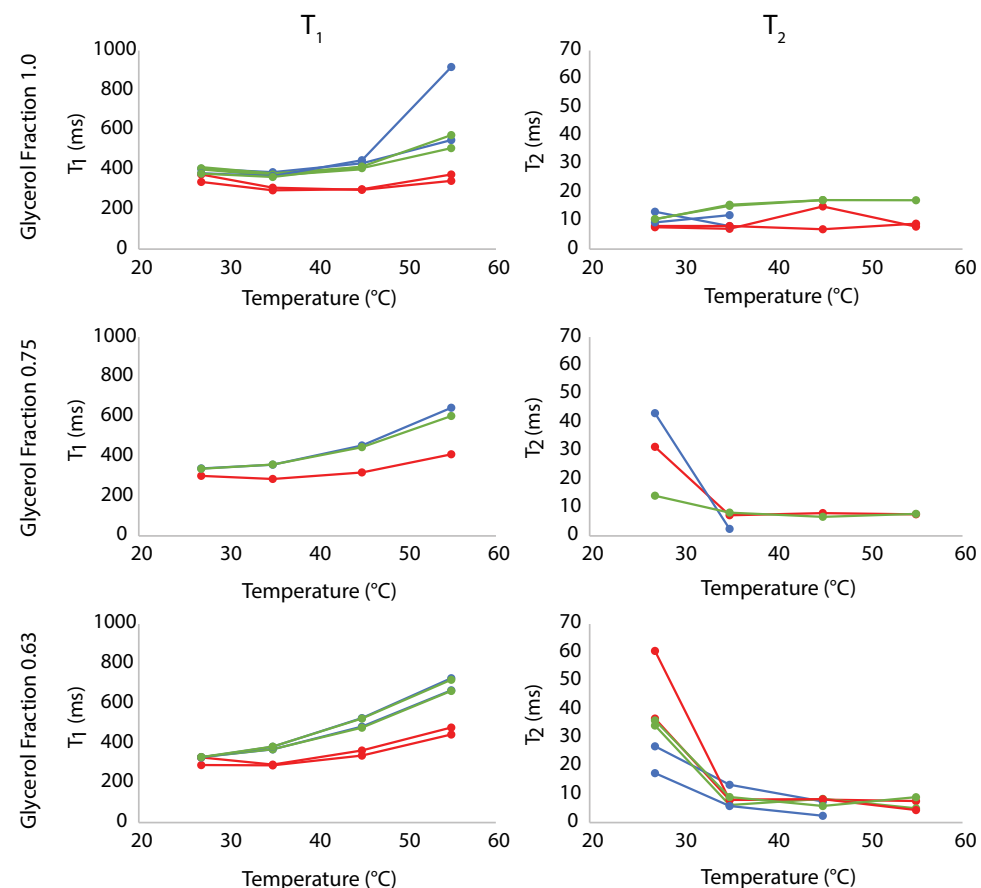 T1
T2
Glycerol Fraction 1.0
T1 (ms)
1000
800
600
400
200
0
20 30 40 50 60
Temperature (°C)
T2 (ms)
70
60
50
40
30
20
10
0
20 30 40 50 60
Temperature (°C)
Glycerol Fraction 0.75
T1 (ms)
1000
800
600
400
200
0
20 30 40 50 60
Temperature (°C)
T2 (ms)
70
60
50
40
30
20
10
0
20 30 40 50 60
Temperature (°C)
Glycerol Fraction 0.63
T1 (ms)
1000
800
600
400
200
0
20 30 40 50 60
Temperature (°C)
T2 (ms)
70
60
50
40
30
20
10
0
20 30 40 50 60
Temperature (°C)